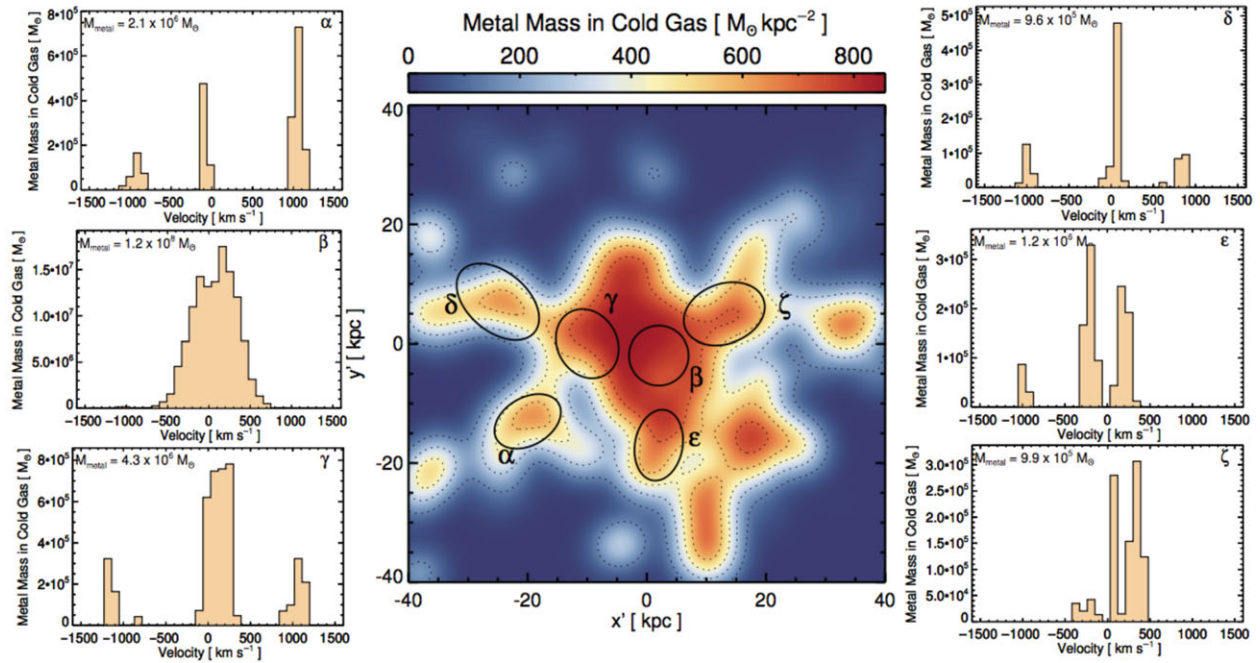 α
M_metal = 2.1 x 10⁶ M⊙
Metal Mass in Cold Gas [ M⊙ ]
8•10⁵
6•10⁵
4•10⁵
2•10⁵
0
−1500 −1000 −500 0 500 1000 1500
Velocity [ km s⁻¹ ]
β
M_metal = 1.2 x 10⁸ M⊙
Metal Mass in Cold Gas [ M⊙ ]
1.5•10⁷
1.0•10⁷
5.0•10⁶
0
−1500 −1000 −500 0 500 1000 1500
Velocity [ km s⁻¹ ]
γ
M_metal = 4.3 x 10⁶ M⊙
Metal Mass in Cold Gas [ M⊙ ]
8•10⁵
6•10⁵
4•10⁵
2•10⁵
0
−1500 −1000 −500 0 500 1000 1500
Velocity [ km s⁻¹ ]
Metal Mass in Cold Gas [ M⊙ kpc⁻² ]
0 200 400 600 800
40
20
0
-20
-40
y' [ kpc ]
δ
γ
ζ
β
α
ε
-40 -20 0 20 40
x' [ kpc ]
δ
M_metal = 9.6 x 10⁵ M⊙
Metal Mass in Cold Gas [ M⊙ ]
5•10⁵
4•10⁵
3•10⁵
2•10⁵
1•10⁵
0
−1500 −1000 −500 0 500 1000 1500
Velocity [ km s⁻¹ ]
ε
M_metal = 1.2 x 10⁶ M⊙
Metal Mass in Cold Gas [ M⊙ ]
3•10⁵
2•10⁵
1•10⁵
0
−1500 −1000 −500 0 500 1000 1500
Velocity [ km s⁻¹ ]
ζ
M_metal = 9.9 x 10⁵ M⊙
Metal Mass in Cold Gas [ M⊙ ]
3.0•10⁵
2.5•10⁵
2.0•10⁵
1.5•10⁵
1.0•10⁵
5.0•10⁴
0
−1500 −1000 −500 0 500 1000 1500
Velocity [ km s⁻¹ ]